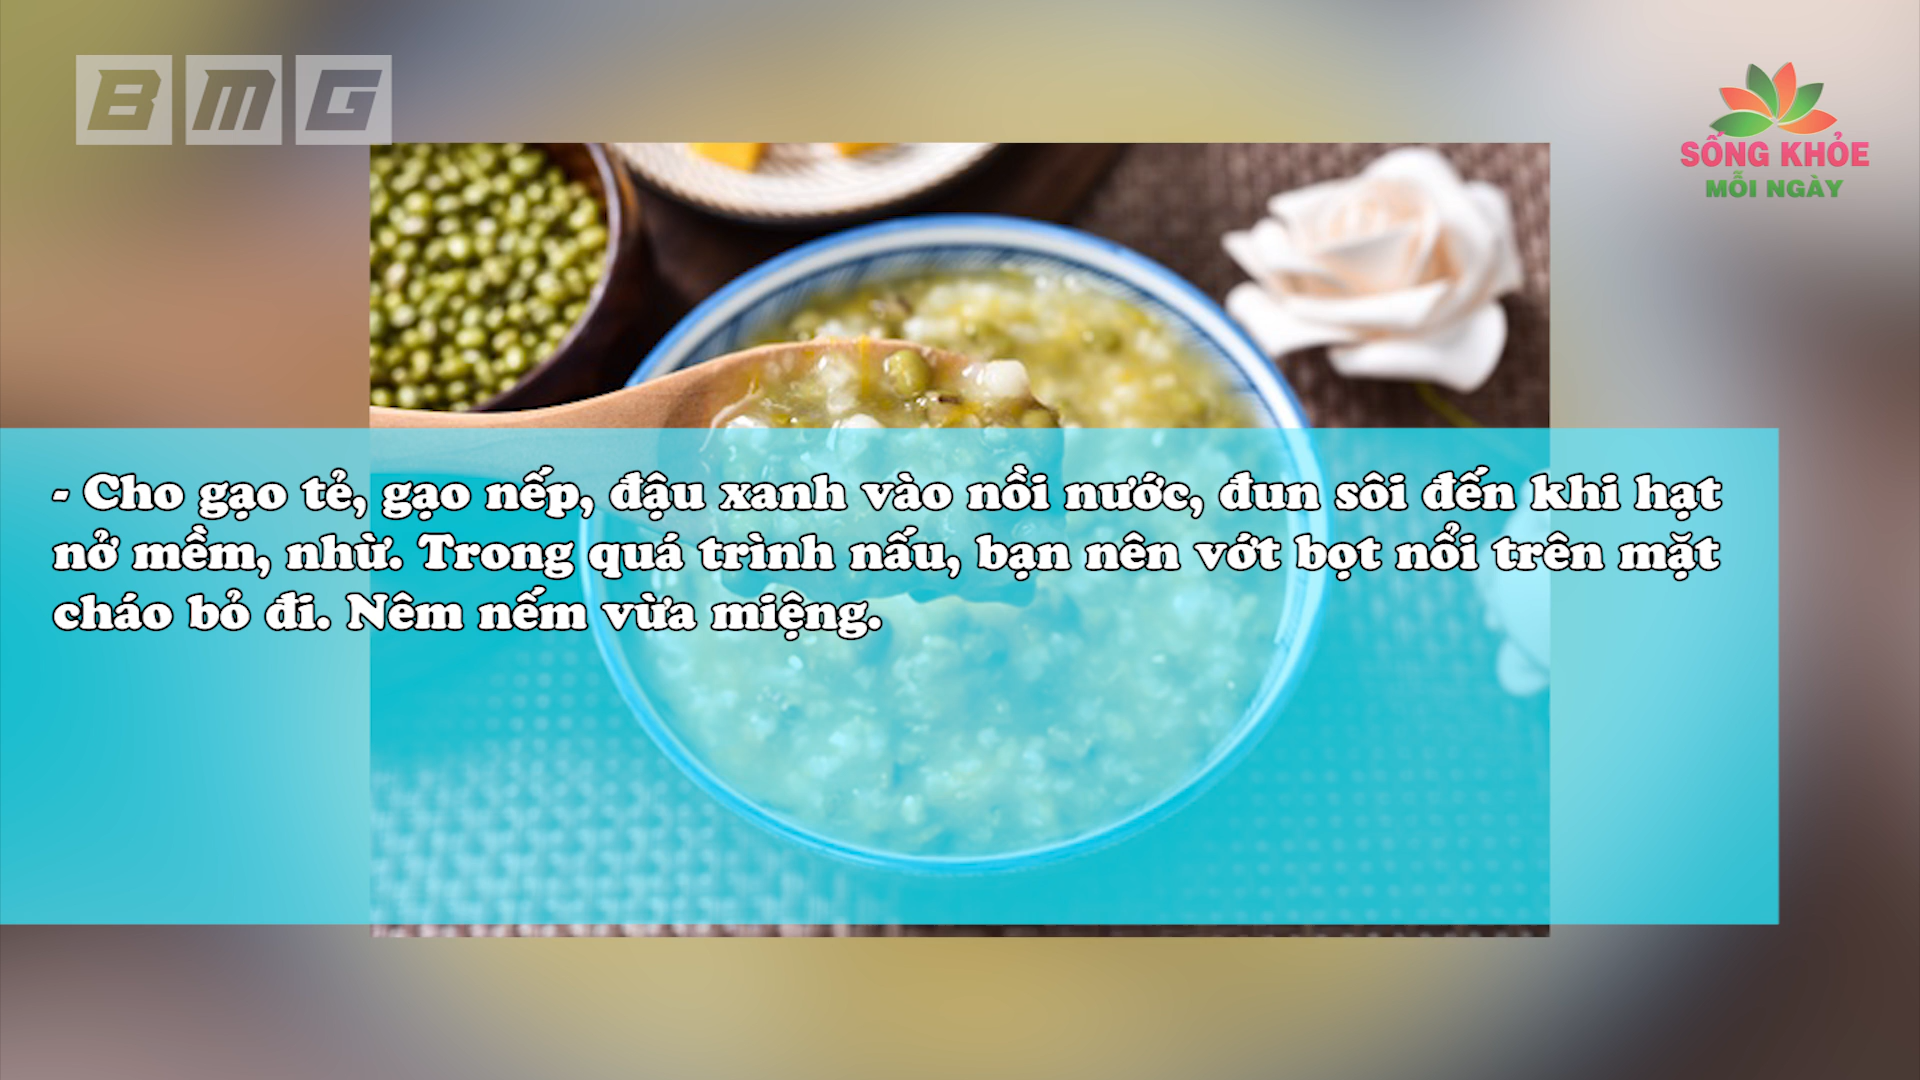 BMG
SỐNG KHỎE
MỖI NGÀY
- Cho gạo tẻ, gạo nếp, đậu xanh vào nồi nước, đun sôi đến khi hạt
nở mềm, nhừ. Trong quá trình nấu, bạn nên vớt bọt nổi trên mặt
cháo bỏ đi. Nêm nếm vừa miệng.